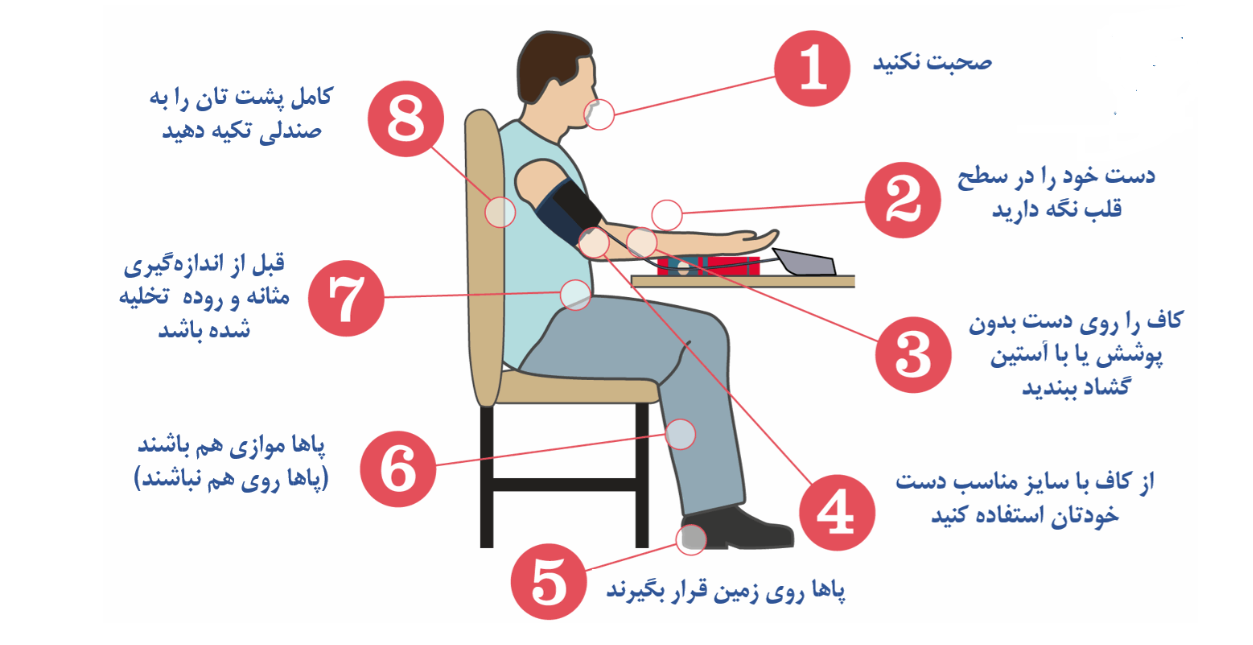 1
صحبت نکنید
2
دست خود را در سطح
قلب نگه دارید
3
کاف را روی دست بدون
پوشش یا با آستین
گشاد ببندید
4
از کاف با سایز مناسب دست
خودتان استفاده کنید
5
پاها روی زمین قرار بگیرند
6
پاها موازی هم باشند
(پاها روی هم نباشند)
7
قبل از اندازه‌گیری
مثانه و روده تخلیه
شده باشد
8
کامل پشت تان را به
صندلی تکیه دهید